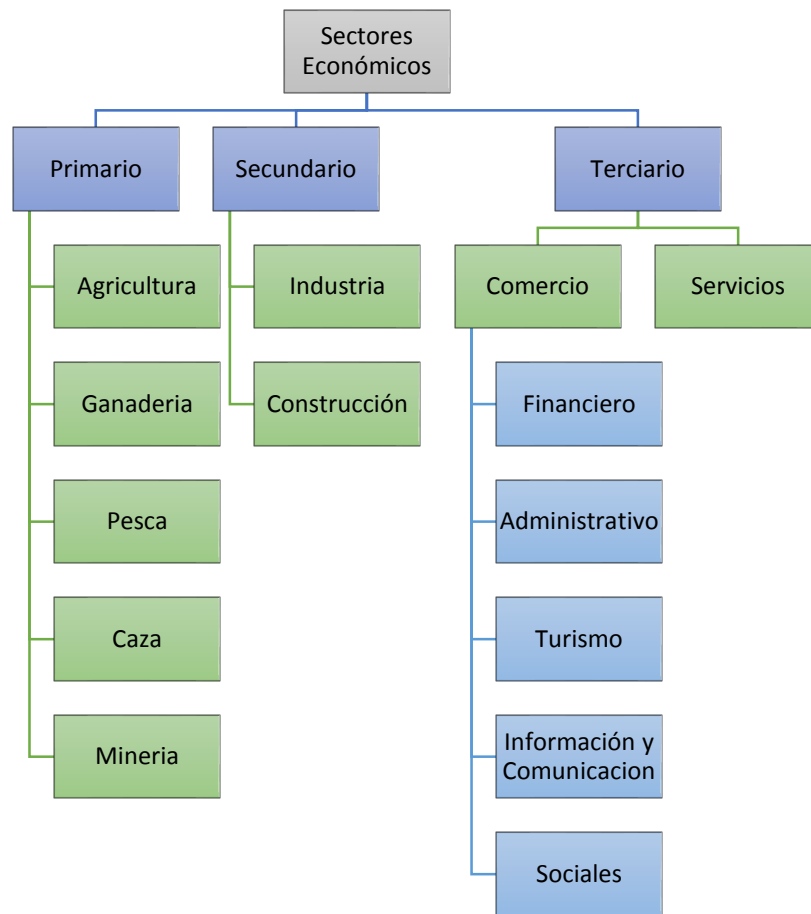 Sectores
Económicos
Primario
Secundario
Terciario
Agricultura
Industria
Comercio
Servicios
Ganaderia
Construcción
Financiero
Pesca
Administrativo
Caza
Turismo
Mineria
Información y
Comunicacion
Sociales